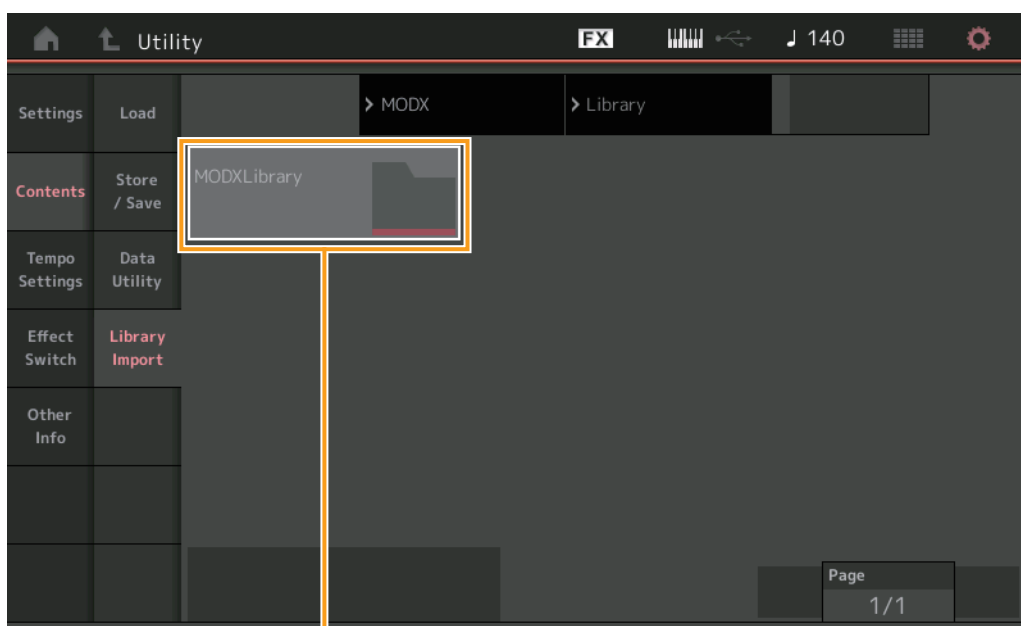 Utility
FX
♩ 140
Settings
Load
> MODX
> Library
Contents
Store
/ Save
MODXLibrary
Tempo
Settings
Data
Utility
Effect
Switch
Library
Import
Other
Info
Page
1/1